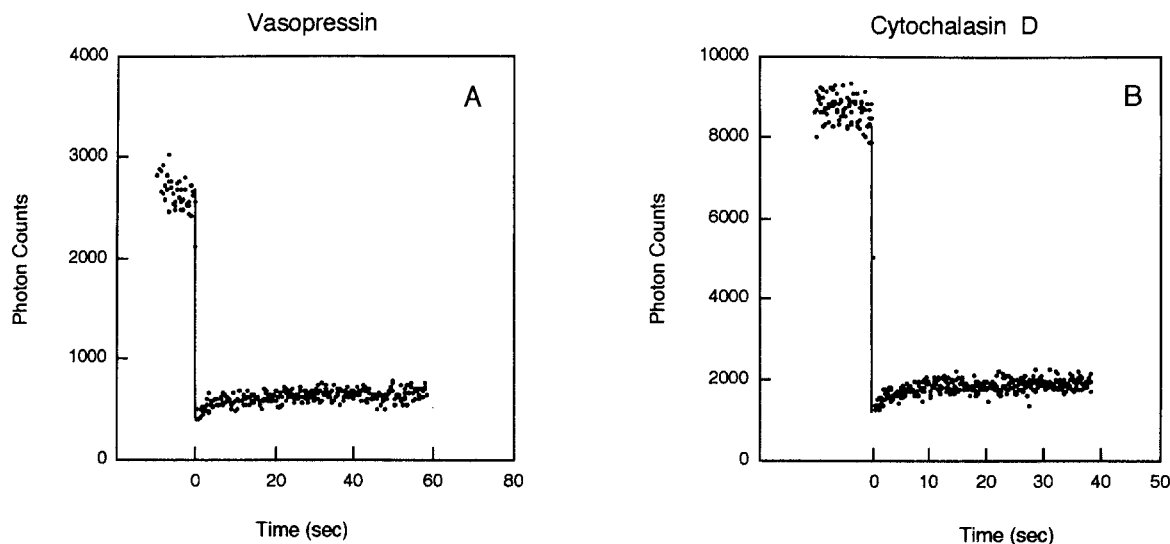 Vasopressin
A
Photon Counts
4000
3000
2000
1000
0
0 20 40 60 80
Time (sec)
Cytochalasin D
B
Photon Counts
10000
8000
6000
4000
2000
0
0 10 20 30 40 50
Time (sec)